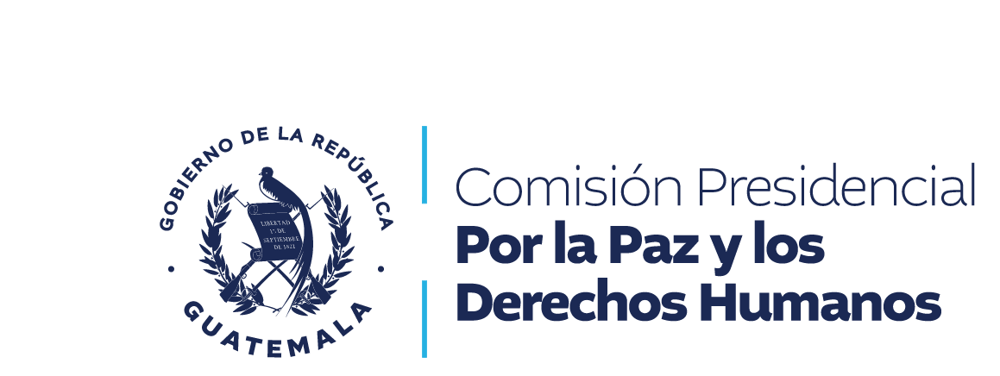 GOBIERNO DE LA REPÚBLICA
LIBERTAD
15 DE
SEPTIEMBRE
DE 1821
GUATEMALA
Comisión Presidencial
Por la Paz y los
Derechos Humanos